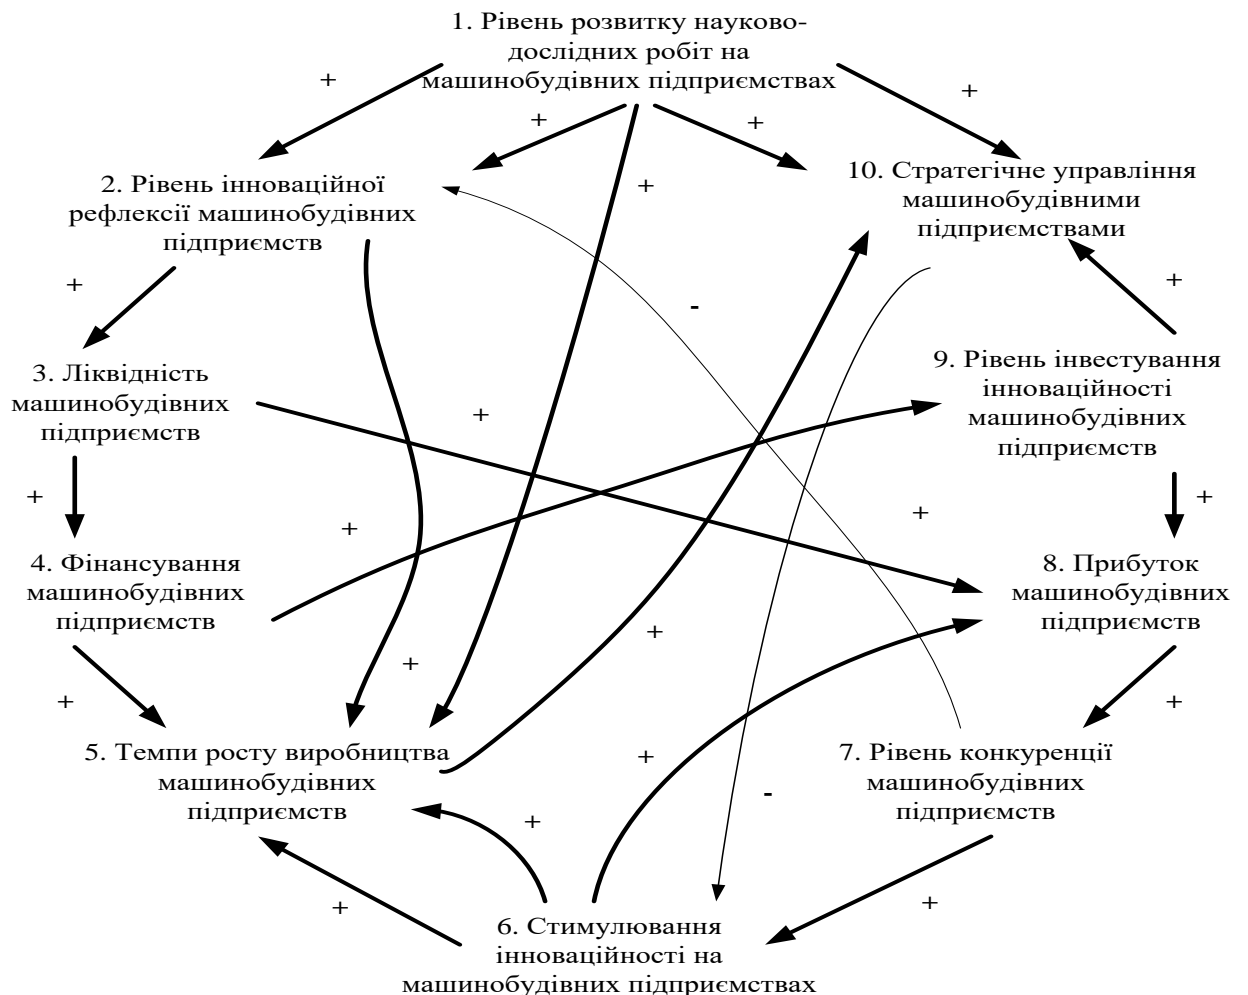 1. Рівень розвитку науково-
дослідних робіт на
машинобудівних підприємствах
+
+
+
+
+
2. Рівень інноваційної
рефлексії машинобудівних
підприємств
10. Стратегічне управління
машинобудівними
підприємствами
+
-
+
3. Ліквідність
машинобудівних
підприємств
9. Рівень інвестування
інноваційності
машинобудівних
підприємств
+
+
+
+
+
4. Фінансування
машинобудівних
підприємств
8. Прибуток
машинобудівних
підприємств
+
+
+
+
5. Темпи росту виробництва
машинобудівних
підприємств
7. Рівень конкуренції
машинобудівних
підприємств
+
-
+
+
+
6. Стимулювання
інноваційності на
машинобудівних підприємствах